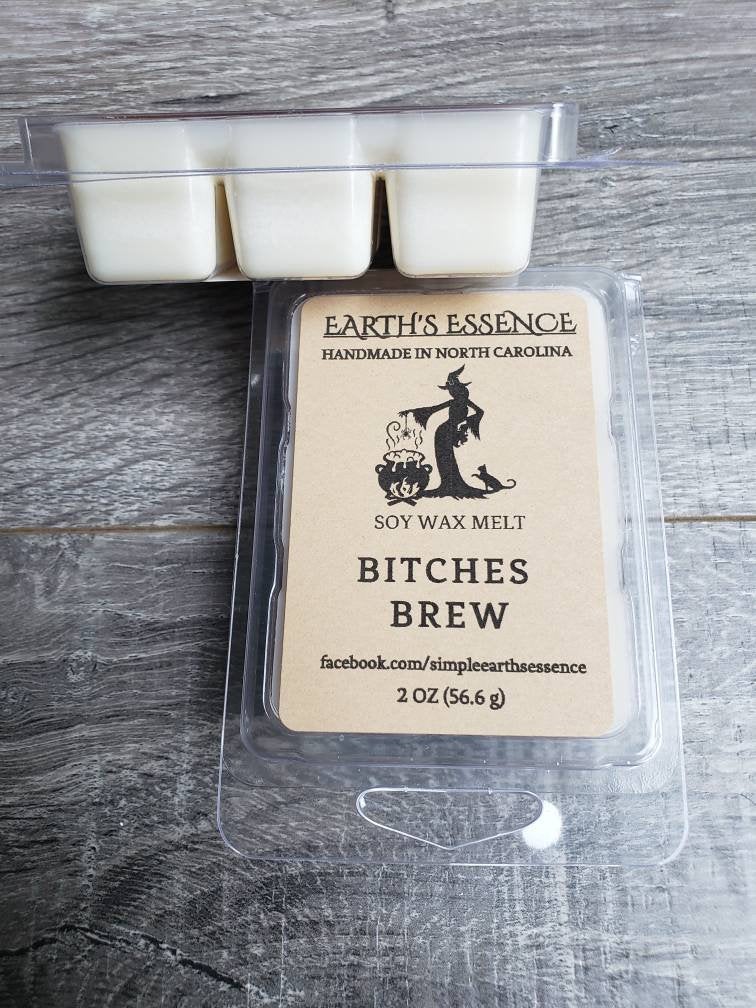 EARTH'S ESSENCE
HANDMADE IN NORTH CAROLINA
SOY WAX MELT
BITCHES
BREW
facebook.com/simpleearthsessence
2 OZ (56.6 g)